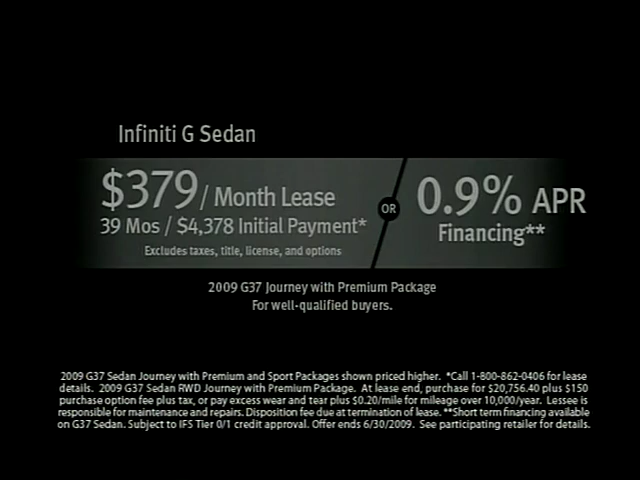 Infiniti G Sedan
$379 / Month Lease
39 Mos / $4,378 Initial Payment*
Excludes taxes, title, license, and options
OR
0.9% APR
Financing**
2009 G37 Journey with Premium Package
For well-qualified buyers.
2009 G37 Sedan Journey with Premium and Sport Packages shown priced higher. *Call 1-800-862-0406 for lease
details. 2009 G37 Sedan RWD Journey with Premium Package. At lease end, purchase for $20,756.40 plus $150
purchase option fee plus tax, or pay excess wear and tear plus $0.20/mile for mileage over 10,000/year. Lessee is
responsible for maintenance and repairs. Disposition fee due at termination of lease. **Short term financing available
on G37 Sedan. Subject to IFS Tier 0/1 credit approval. Offer ends 6/30/2009. See participating retailer for details.